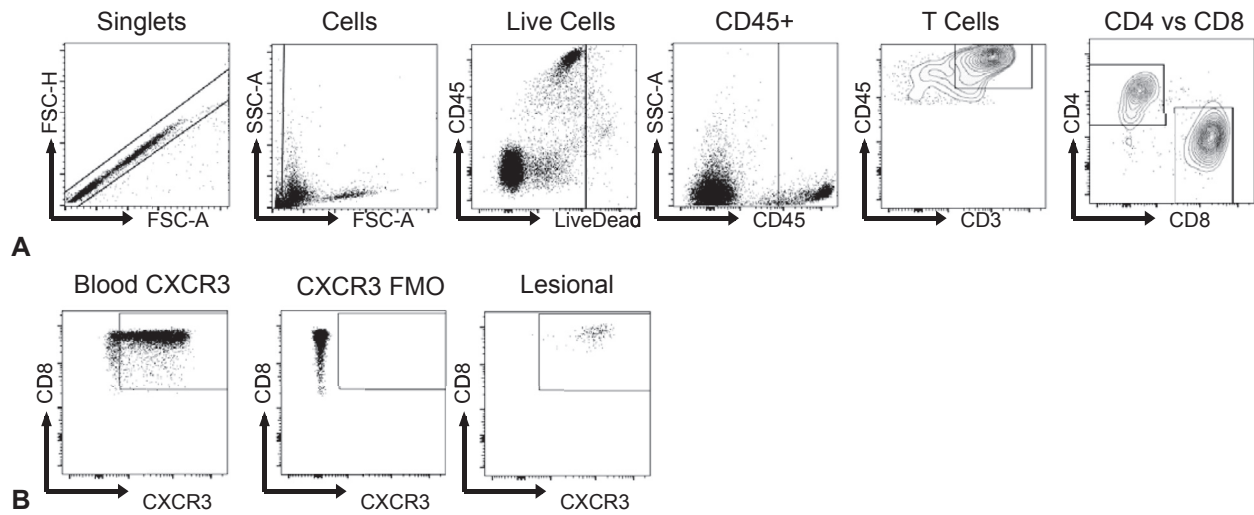 Singlets
Cells
Live Cells
CD45+
T Cells
CD4 vs CD8
FSC-H
FSC-A
SSC-A
FSC-A
CD45
LiveDead
SSC-A
CD45
CD45
CD3
CD4
CD8
A
Blood CXCR3
CXCR3 FMO
Lesional
CD8
CXCR3
CD8
CXCR3
CD8
CXCR3
B